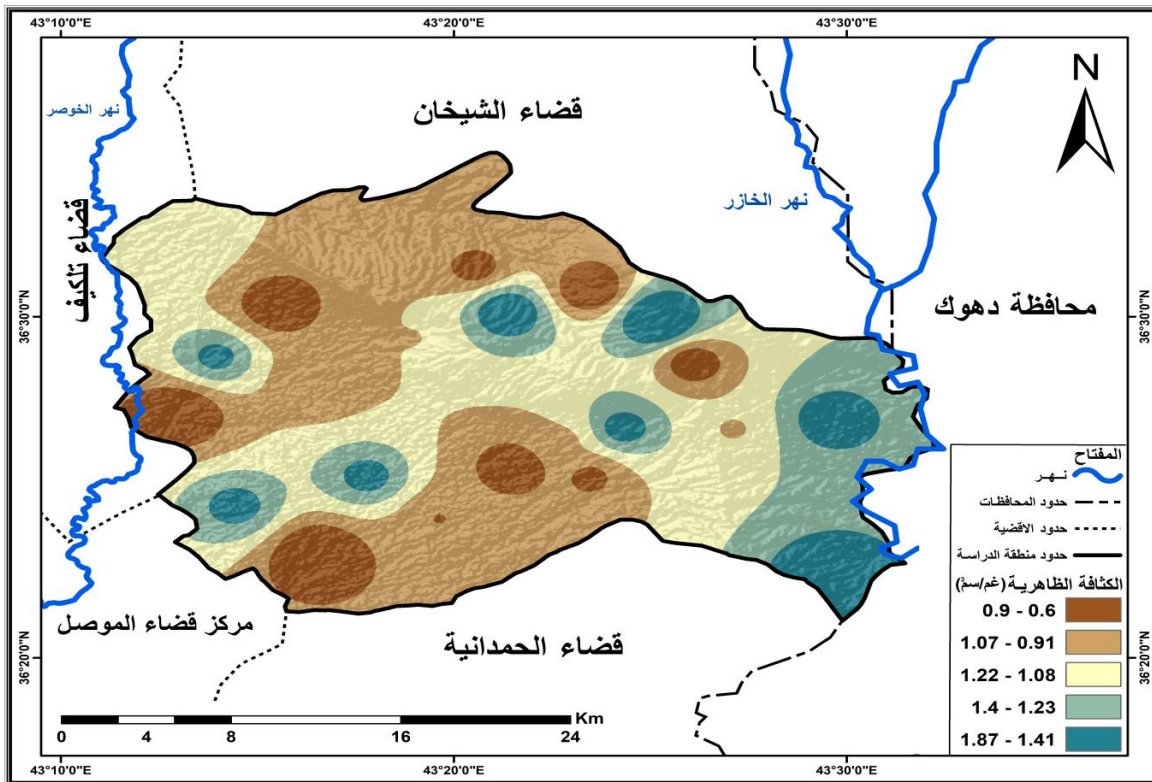 43°10'0"E
43°20'0"E
43°30'0"E
N
نهر الخوصر
قضاء الشيخان
نهر الخازر
قضاء تلكيف
محافظة دهوك
36°30'0"N
36°30'0"N
مركز قضاء الموصل
قضاء الحمدانية
36°20'0"N
36°20'0"N
المفتاح
نــهــر
حدود المحافظات
حدود الاقضية
حدود منطقة الدراسة
الكثافة الظاهرية (غم/سم³)
0.9 - 0.6
1.07 - 0.91
1.22 - 1.08
1.4 - 1.23
1.87 - 1.41
Km
0 4 8 16 24
43°10'0"E
43°20'0"E
43°30'0"E